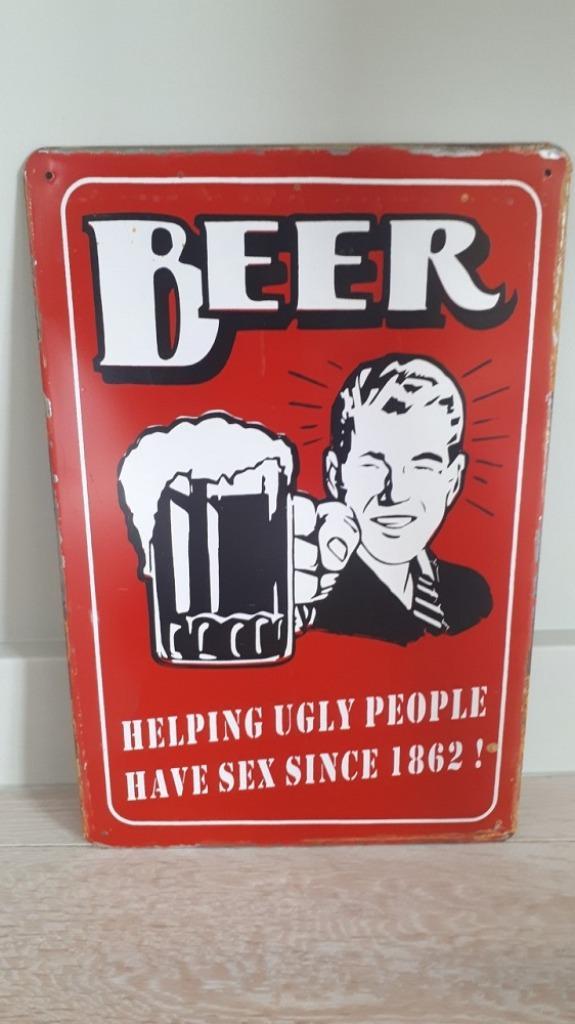 BEER
HELPING UGLY PEOPLE
HAVE SEX SINCE 1862 !